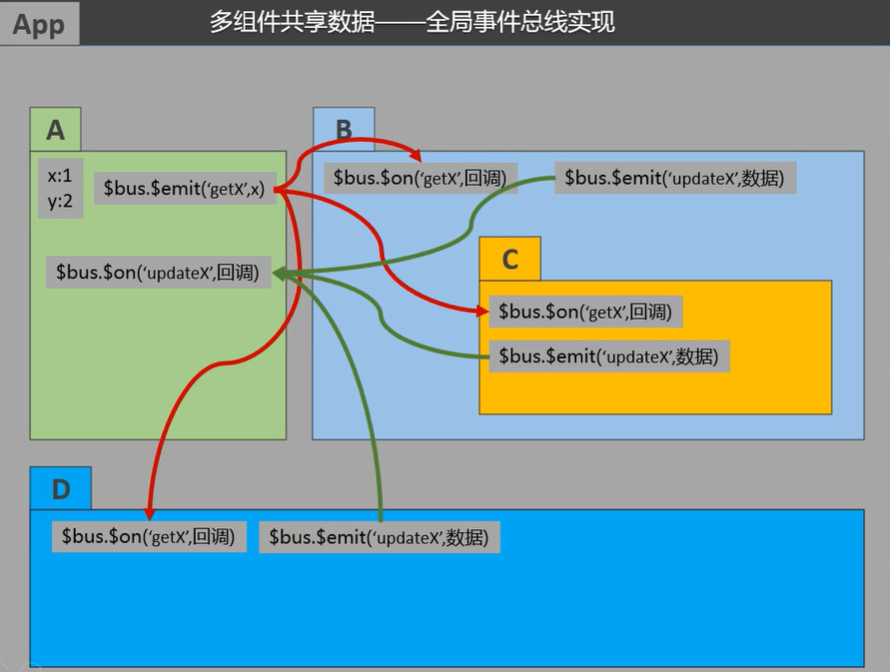 App
多组件共享数据——全局事件总线实现
A
x:1
y:2
$bus.$emit(‘getX’,x)
$bus.$on(‘updateX’,回调)
B
$bus.$on(‘getX’,回调)
$bus.$emit(‘updateX’,数据)
C
$bus.$on(‘getX’,回调)
$bus.$emit(‘updateX’,数据)
D
$bus.$on(‘getX’,回调)
$bus.$emit(‘updateX’,数据)